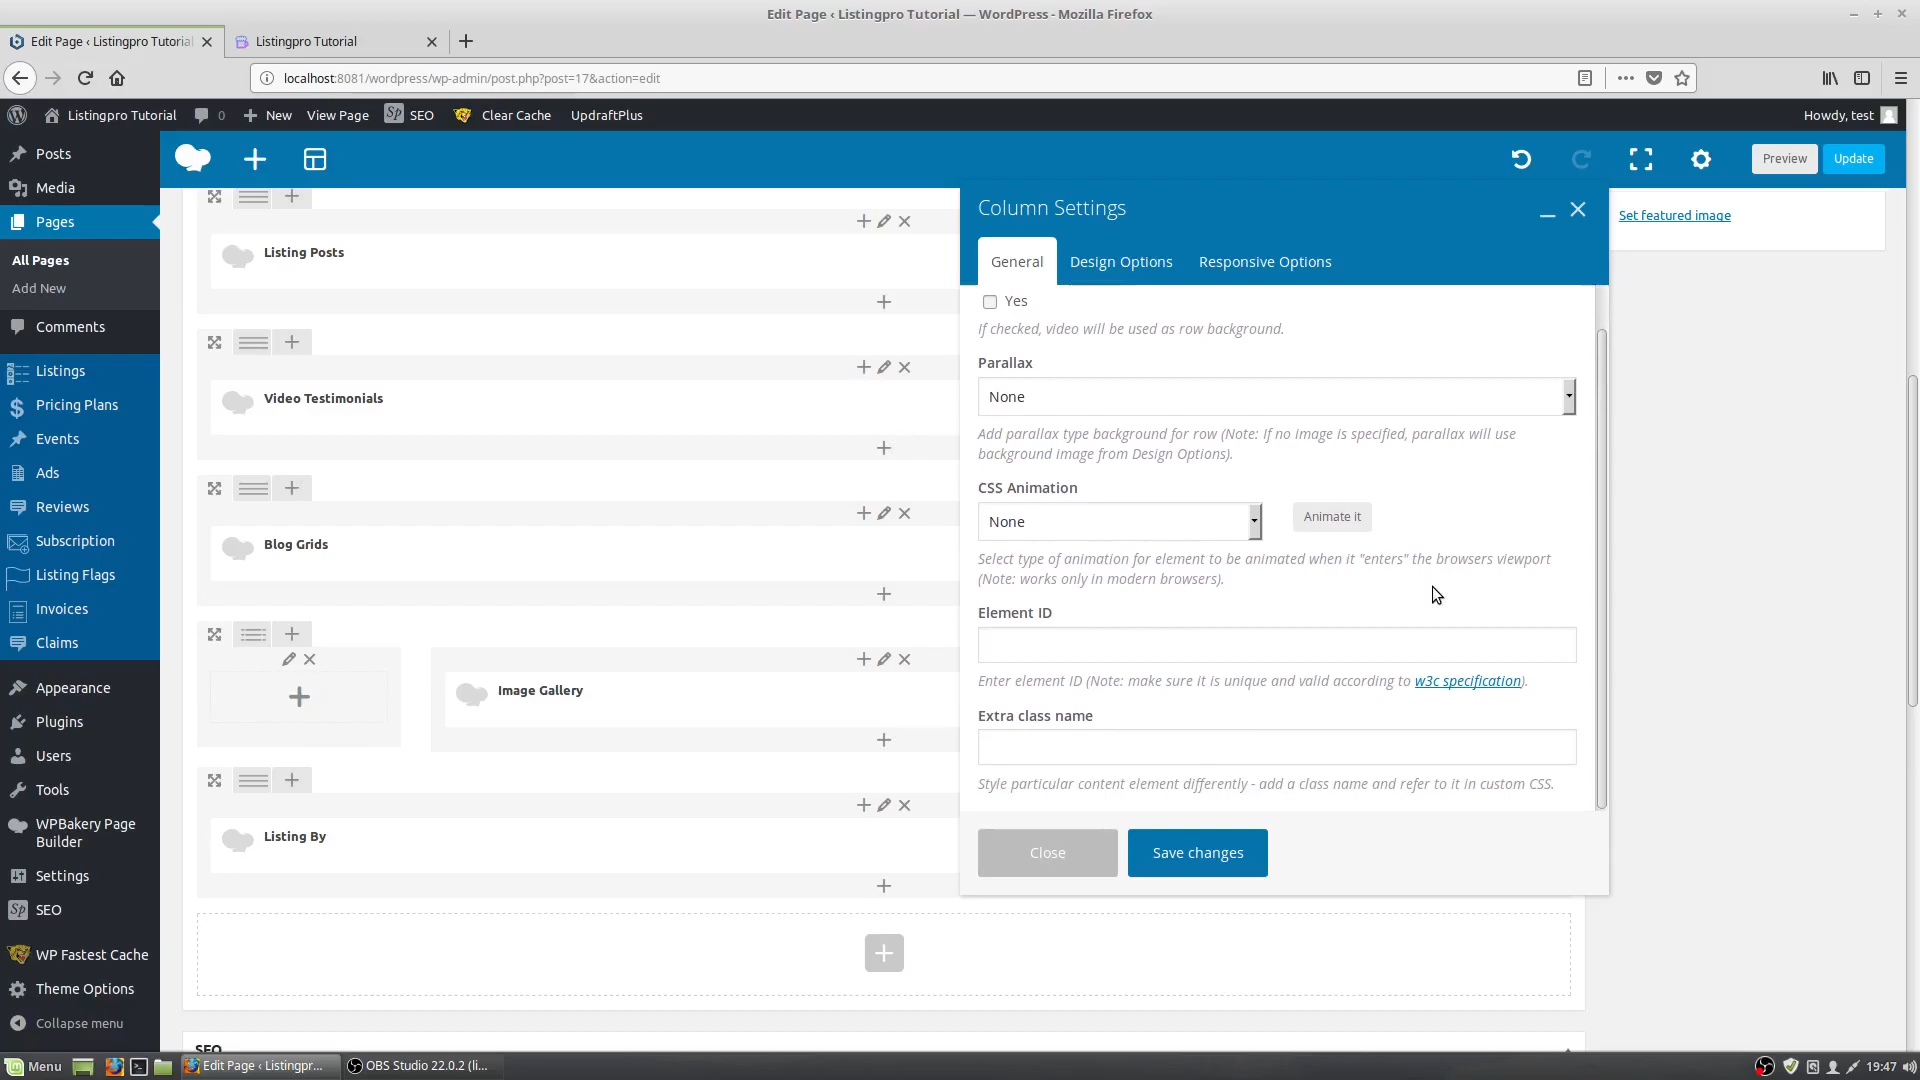 Edit Page ‹ Listingpro Tutorial — WordPress - Mozilla Firefox
Edit Page ‹ Listingpro Tutorial
Listingpro Tutorial
localhost:8081/wordpress/wp-admin/post.php?post=17&action=edit
Listingpro Tutorial
0
New
View Page
Sp SEO
Clear Cache
UpdraftPlus
Howdy, test
Posts
Media
Pages
All Pages
Add New
Comments
Listings
Pricing Plans
Events
Ads
Reviews
Subscription
Listing Flags
Invoices
Claims
Appearance
Plugins
Users
Tools
WPBakery Page
Builder
Settings
Sp SEO
WP Fastest Cache
Theme Options
Collapse menu
Preview
Update
Listing Posts
Video Testimonials
Blog Grids
Image Gallery
Listing By
SEO
Set featured image
Column Settings
General
Design Options
Responsive Options
Yes
If checked, video will be used as row background.
Parallax
None
Add parallax type background for row (Note: If no image is specified, parallax will use
background image from Design Options).
CSS Animation
None
Animate it
Select type of animation for element to be animated when it "enters" the browsers viewport
(Note: works only in modern browsers).
Element ID
Enter element ID (Note: make sure it is unique and valid according to w3c specification).
Extra class name
Style particular content element differently - add a class name and refer to it in custom CSS.
Close
Save changes
Menu
Edit Page ‹ Listingpr...
OBS Studio 22.0.2 (li...
19:47